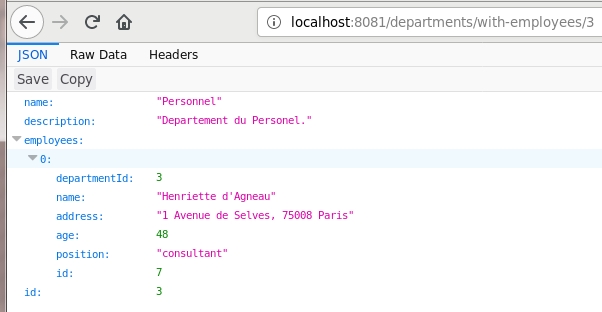 localhost:8081/departments/with-employees/3
JSON Raw Data Headers
Save Copy
name: "Personnel"
description: "Departement du Personel."
employees:
0:
departmentId: 3
name: "Henriette d'Agneau"
address: "1 Avenue de Selves, 75008 Paris"
age: 48
position: "consultant"
id: 7
id: 3